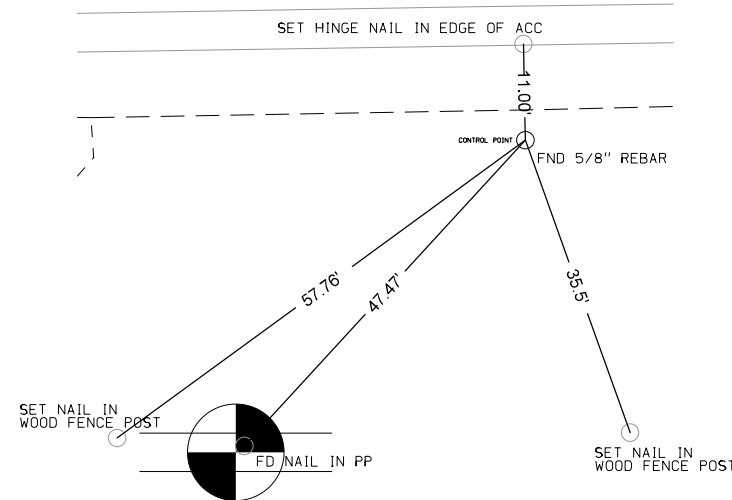 SET HINGE NAIL IN EDGE OF ACC
11.00'
CONTROL POINT
FND 5/8" REBAR
57.76'
47.47'
35.5'
SET NAIL IN
WOOD FENCE POST
FD NAIL IN PP
SET NAIL IN
WOOD FENCE POST